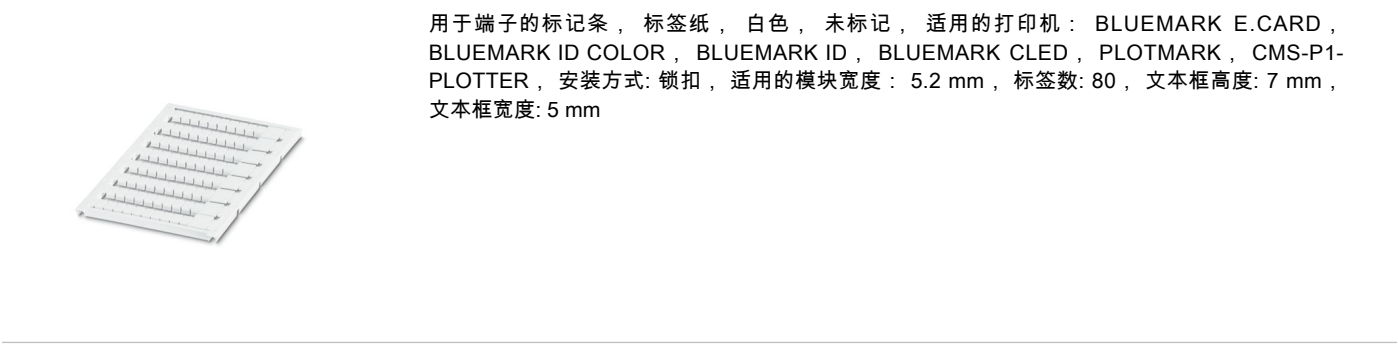 用于端子的标记条， 标签纸， 白色， 未标记， 适用的打印机： BLUEMARK E.CARD，
BLUEMARK ID COLOR， BLUEMARK ID， BLUEMARK CLED， PLOTMARK， CMS-P1-
PLOTTER， 安装方式: 锁扣， 适用的模块宽度： 5.2 mm， 标签数: 80， 文本框高度: 7 mm，
文本框宽度: 5 mm